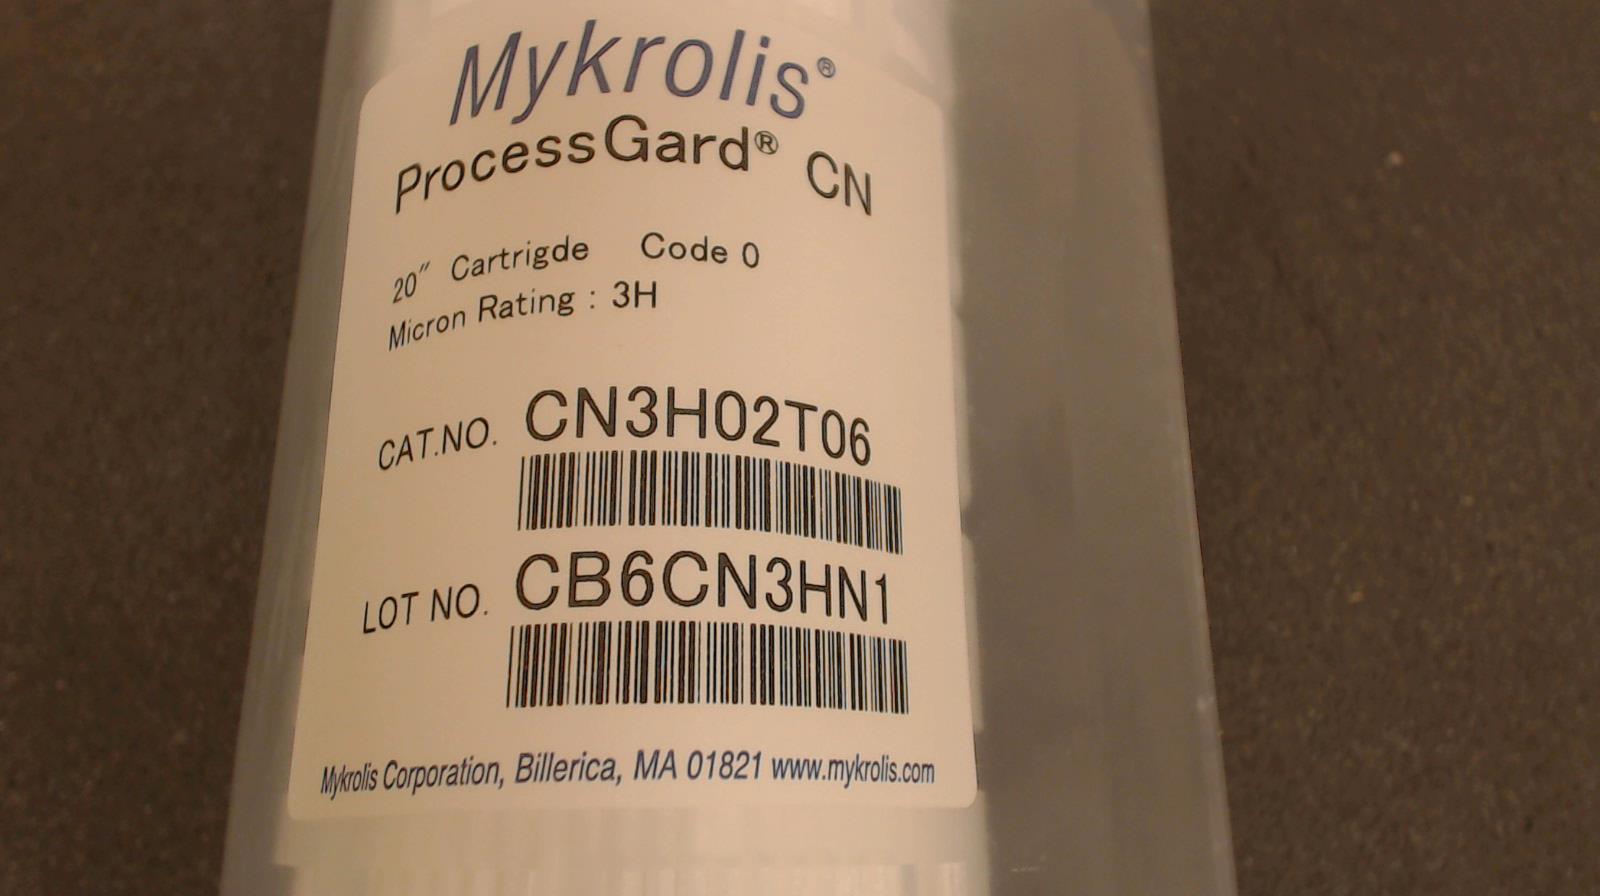 Mykrolis®
ProcessGard® CN
20" Cartrigde Code 0
Micron Rating : 3H
CAT.NO. CN3H02T06
LOT NO. CB6CN3HN1
Mykrolis Corporation, Billerica, MA 01821 www.mykrolis.com